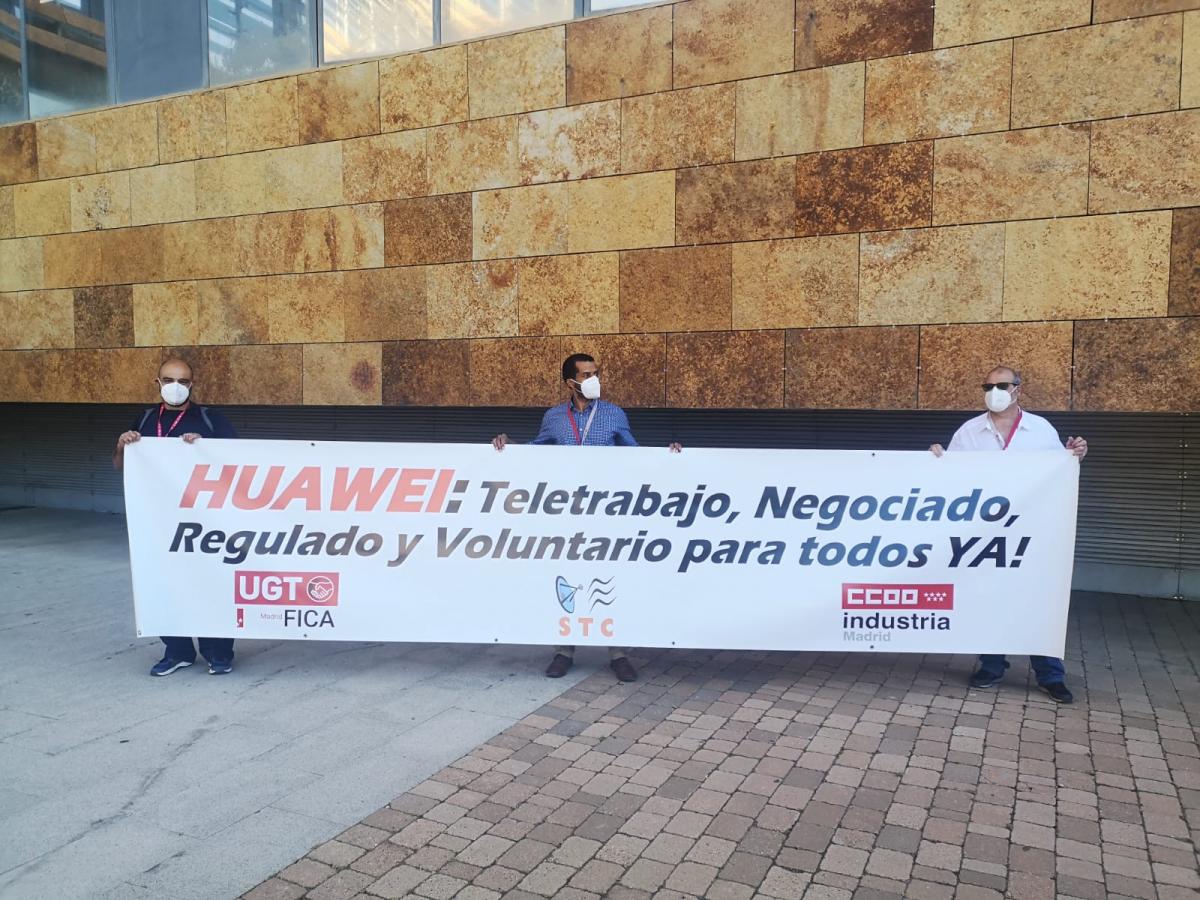 HUAWEI: Teletrabajo, Negociado,
Regulado y Voluntario para todos YA!
UGT
Madrid FICA
STC
CCOO
industria
Madrid